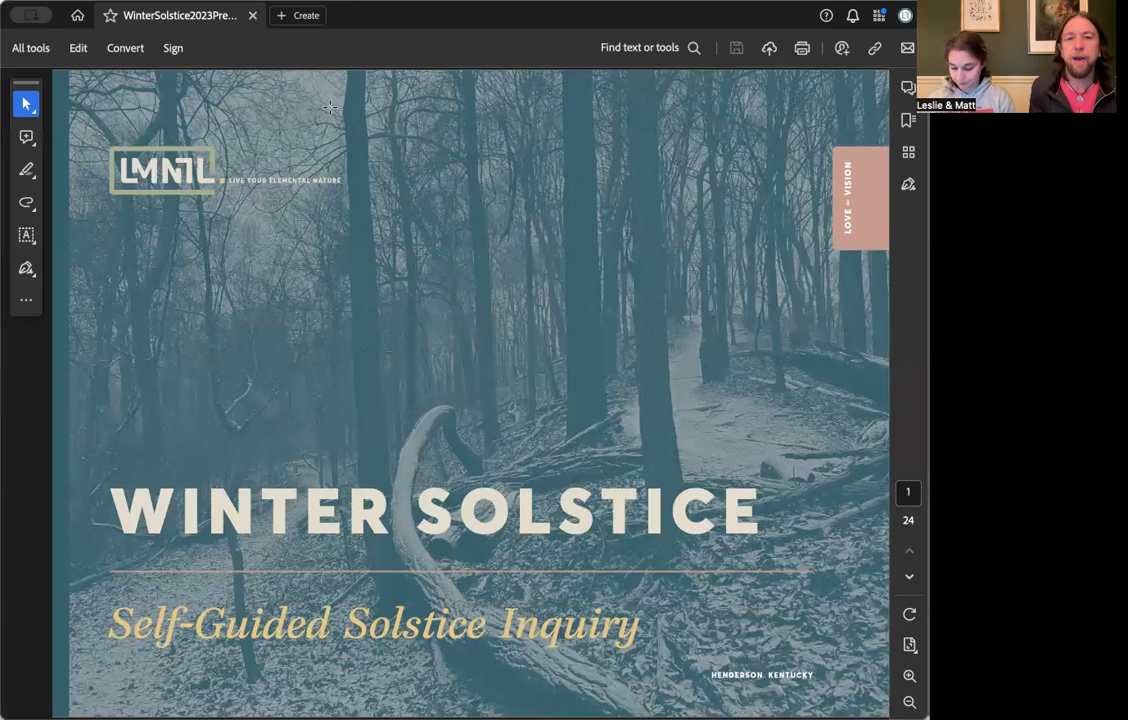 WinterSolstice2023Pre...
Create
All tools
Edit
Convert
Sign
Find text or tools
Leslie & Matt
LMNTL
LIVE YOUR ELEMENTAL NATURE
LOVE = VISION
WINTER SOLSTICE
Self-Guided Solstice Inquiry
HENDERSON, KENTUCKY
1
24